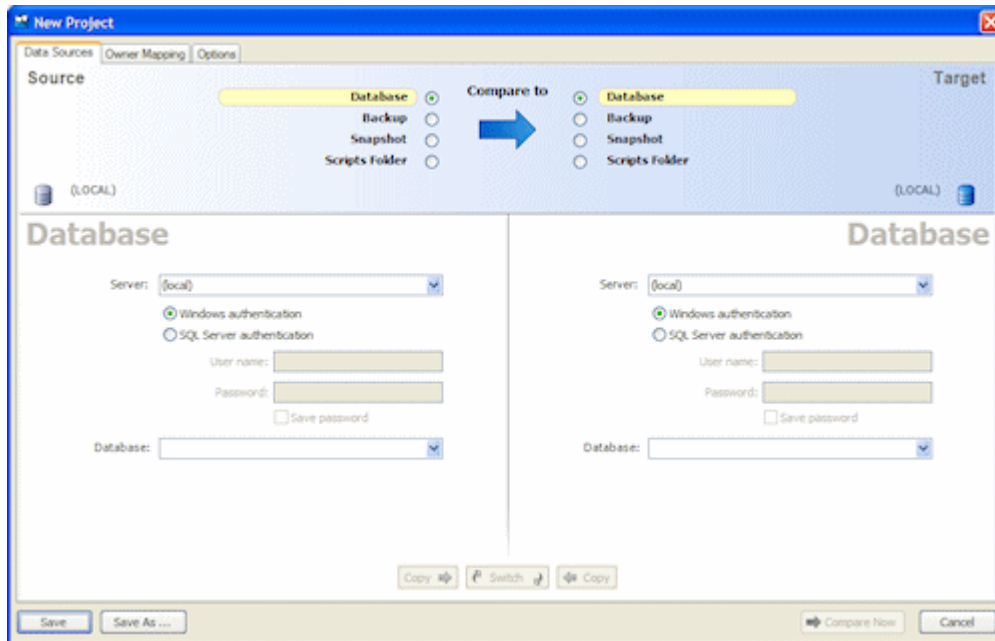 New Project
Data Sources Owner Mapping Options
Source Compare to Target
Database Database
Backup Backup
Snapshot Snapshot
Scripts Folder Scripts Folder
(LOCAL) (LOCAL)
Database Database
Server: (local) Server: (local)
Windows authentication Windows authentication
SQL Server authentication SQL Server authentication
User name: User name:
Password: Password:
Save password Save password
Database: Database:
Copy Switch Copy
Save Save As ... Compare Now Cancel